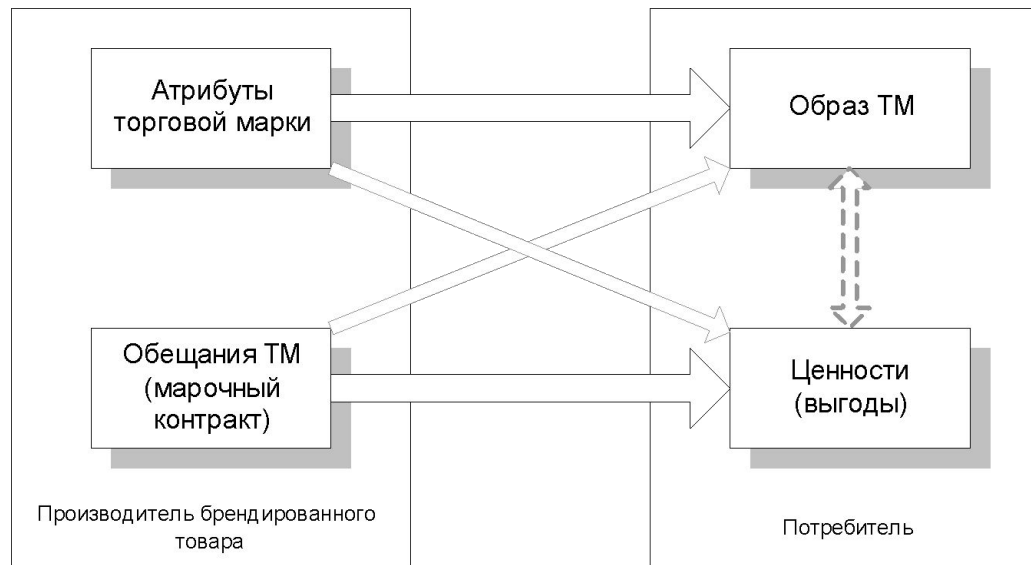 Атрибуты
торговой марки
Образ ТМ
Обещания ТМ
(марочный
контракт)
Ценности
(выгоды)
Производитель брендированного
товара
Потребитель